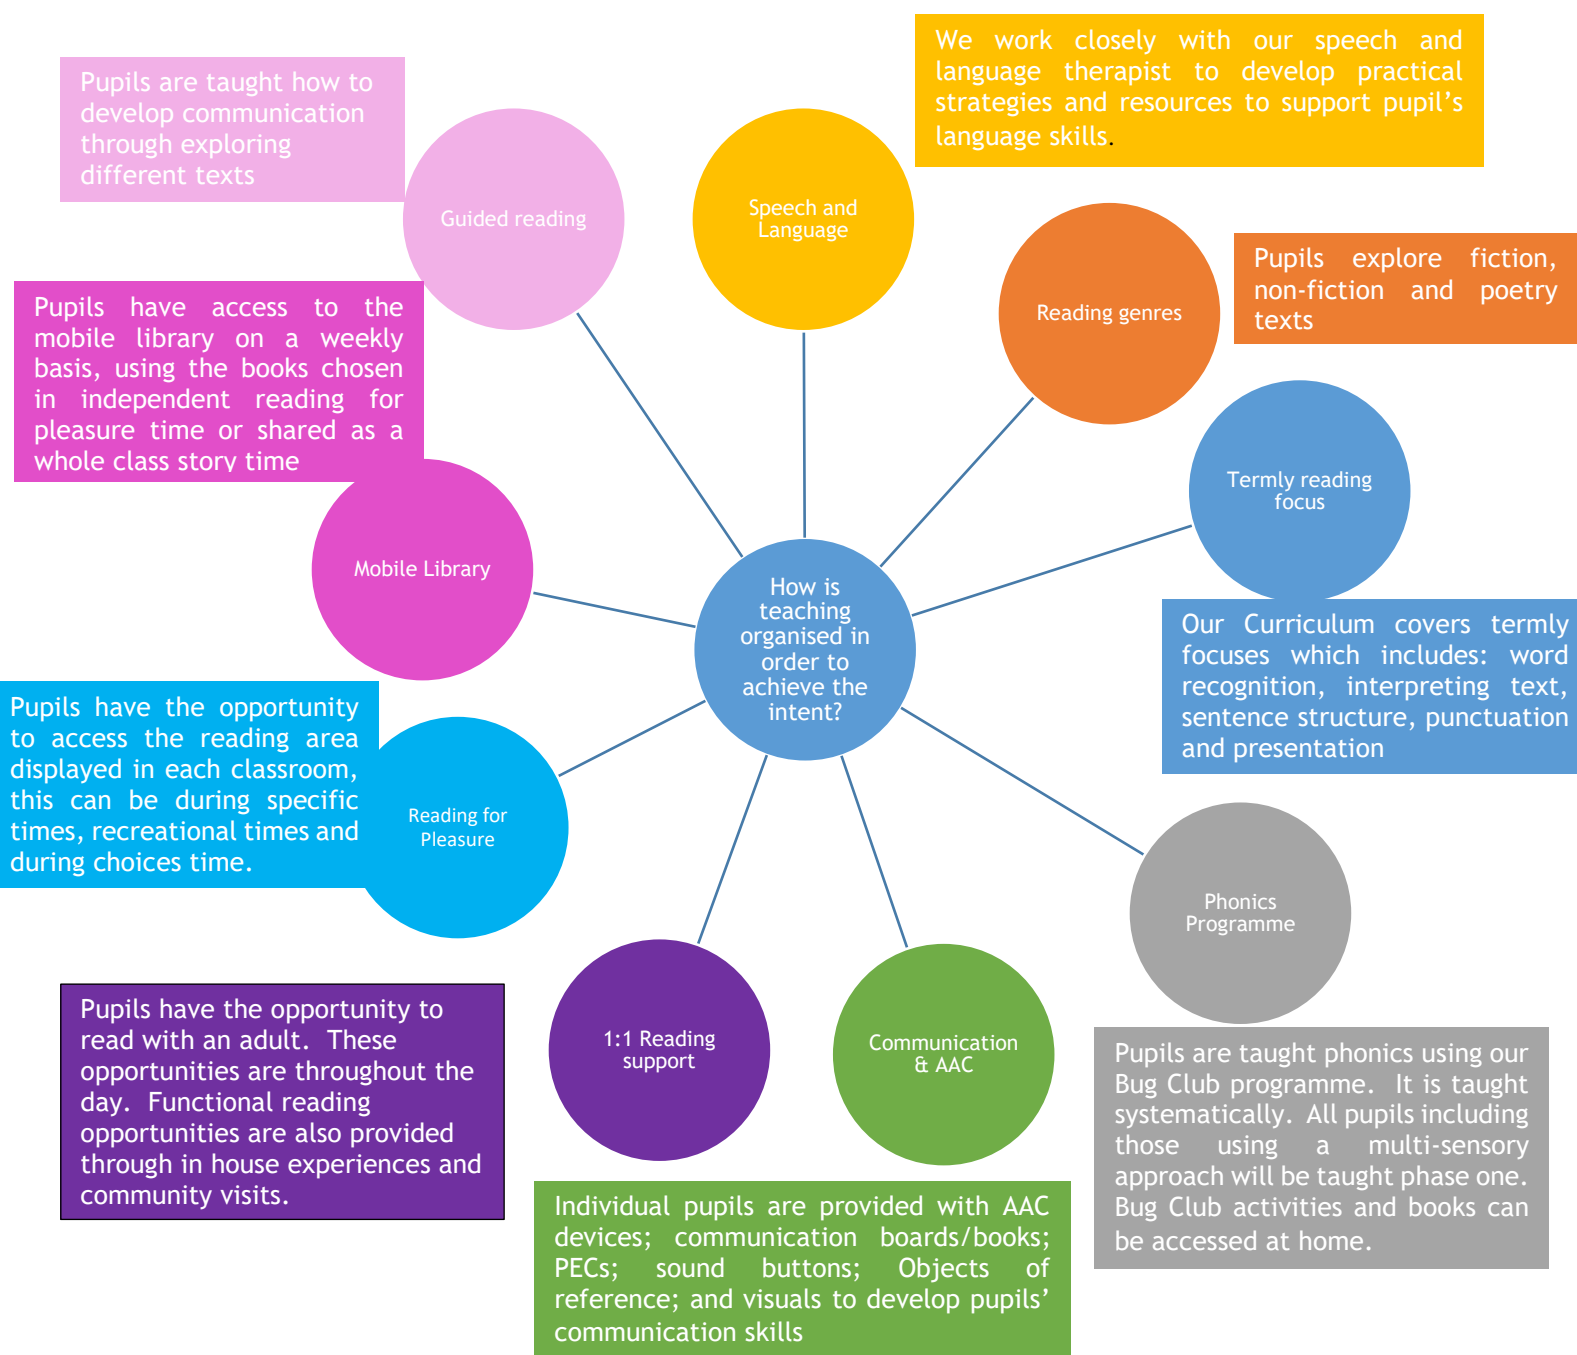 We work closely with our speech and
language therapist to develop practical
strategies and resources to support pupil's
language skills.
Pupils are taught how to
develop communication
through exploring
different texts
Guided reading
Speech and
Language
Reading genres
Pupils explore fiction,
non-fiction and poetry
texts
Pupils have access to the
mobile library on a weekly
basis, using the books chosen
in independent reading for
pleasure time or shared as a
whole class story time
Mobile Library
Termly reading
focus
How is
teaching
organised in
order to
achieve the
intent?
Our Curriculum covers termly
focuses which includes: word
recognition, interpreting text,
sentence structure, punctuation
and presentation
Pupils have the opportunity
to access the reading area
displayed in each classroom,
this can be during specific
times, recreational times and
during choices time.
Reading for
Pleasure
Phonics
Programme
Pupils have the opportunity to
read with an adult.  These
opportunities are throughout the
day.  Functional reading
opportunities are also provided
through in house experiences and
community visits.
1:1 Reading
support
Communication
& AAC
Pupils are taught phonics using our
Bug Club programme.  It is taught
systematically.  All pupils including
those using a multi-sensory
approach will be taught phase one.
Bug Club activities and books can
be accessed at home.
Individual pupils are provided with AAC
devices; communication boards/books;
PECs; sound buttons; Objects of
reference; and visuals to develop pupils'
communication skills